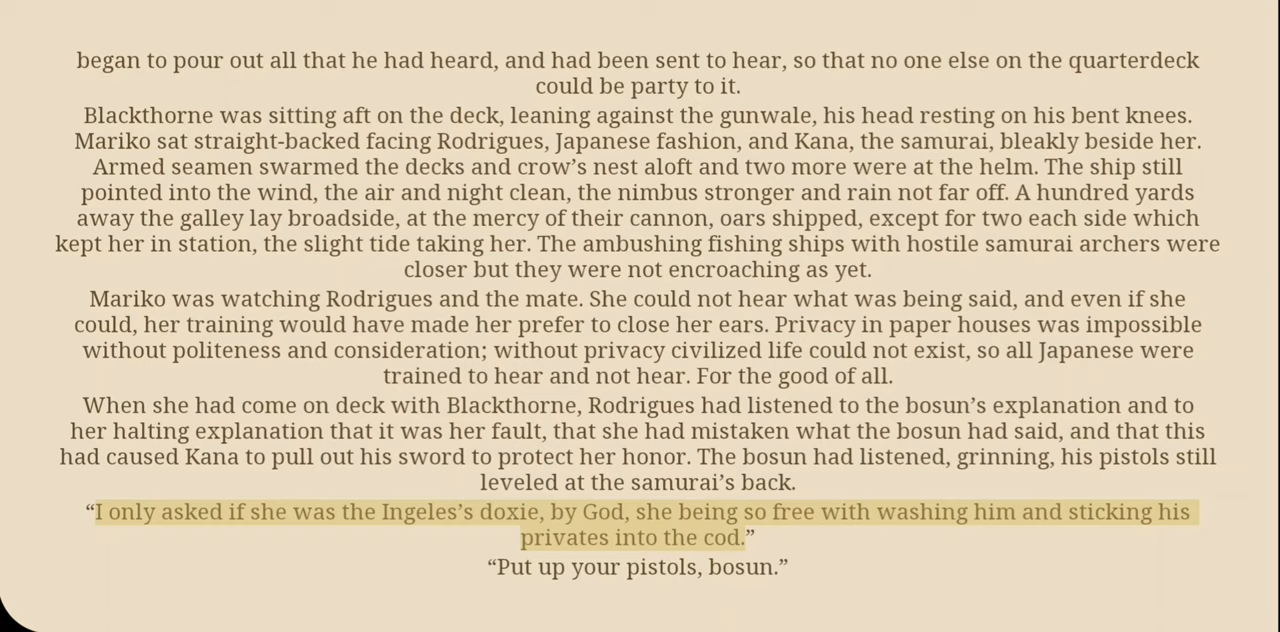 began to pour out all that he had heard, and had been sent to hear, so that no one else on the quarterdeck
could be party to it.
Blackthorne was sitting aft on the deck, leaning against the gunwale, his head resting on his bent knees.
Mariko sat straight-backed facing Rodrigues, Japanese fashion, and Kana, the samurai, bleakly beside her.
Armed seamen swarmed the decks and crow’s nest aloft and two more were at the helm. The ship still
pointed into the wind, the air and night clean, the nimbus stronger and rain not far off. A hundred yards
away the galley lay broadside, at the mercy of their cannon, oars shipped, except for two each side which
kept her in station, the slight tide taking her. The ambushing fishing ships with hostile samurai archers were
closer but they were not encroaching as yet.
Mariko was watching Rodrigues and the mate. She could not hear what was being said, and even if she
could, her training would have made her prefer to close her ears. Privacy in paper houses was impossible
without politeness and consideration; without privacy civilized life could not exist, so all Japanese were
trained to hear and not hear. For the good of all.
When she had come on deck with Blackthorne, Rodrigues had listened to the bosun’s explanation and to
her halting explanation that it was her fault, that she had mistaken what the bosun had said, and that this
had caused Kana to pull out his sword to protect her honor. The bosun had listened, grinning, his pistols still
leveled at the samurai’s back.
“I only asked if she was the Ingeles’s doxie, by God, she being so free with washing him and sticking his
privates into the cod.”
“Put up your pistols, bosun.”